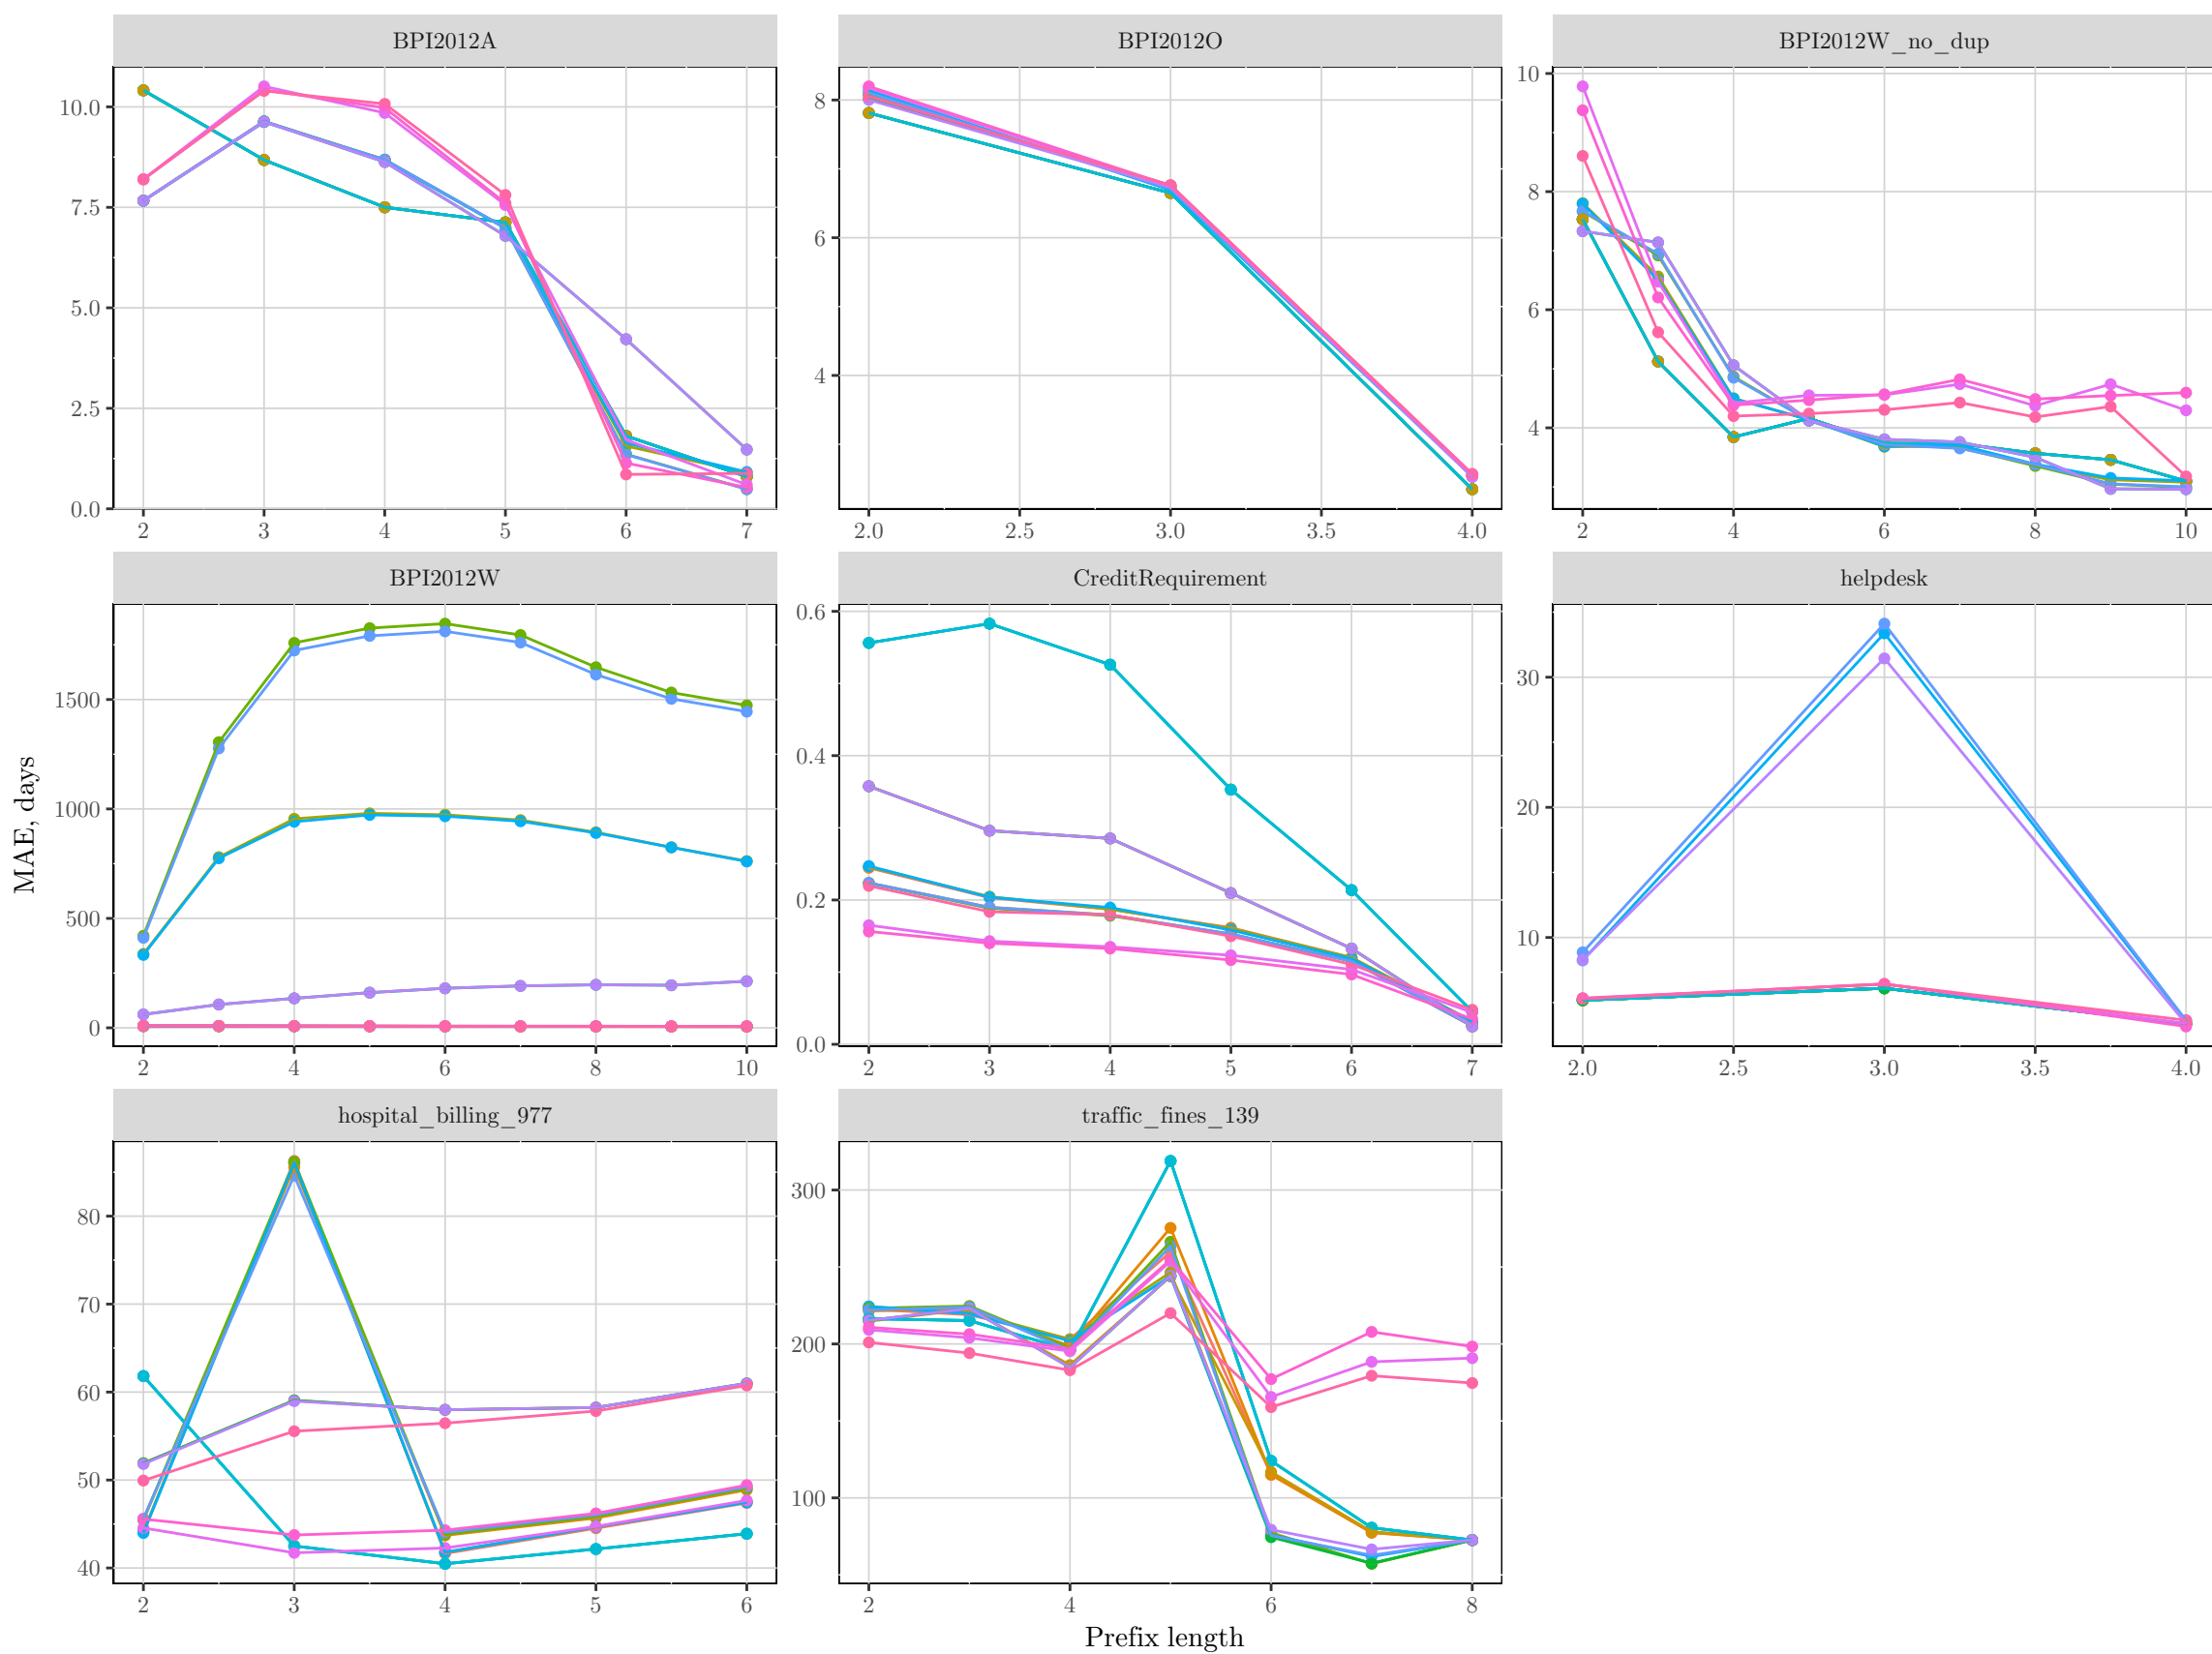 BPI2012A BPI2012O BPI2012W_no_dup
10.0
7.5
5.0
2.5
0.0
2 3 4 5 6 7
8
6
4
2.0 2.5 3.0 3.5 4.0
10
8
6
4
2 4 6 8 10
BPI2012W CreditRequirement helpdesk
MAE, days
1500
1000
500
0
2 4 6 8 10
0.6
0.4
0.2
0.0
2 3 4 5 6 7
30
20
10
2.0 2.5 3.0 3.5 4.0
hospital_billing_977 traffic_fines_139
80
70
60
50
40
2 3 4 5 6
300
200
100
2 4 6 8
Prefix length